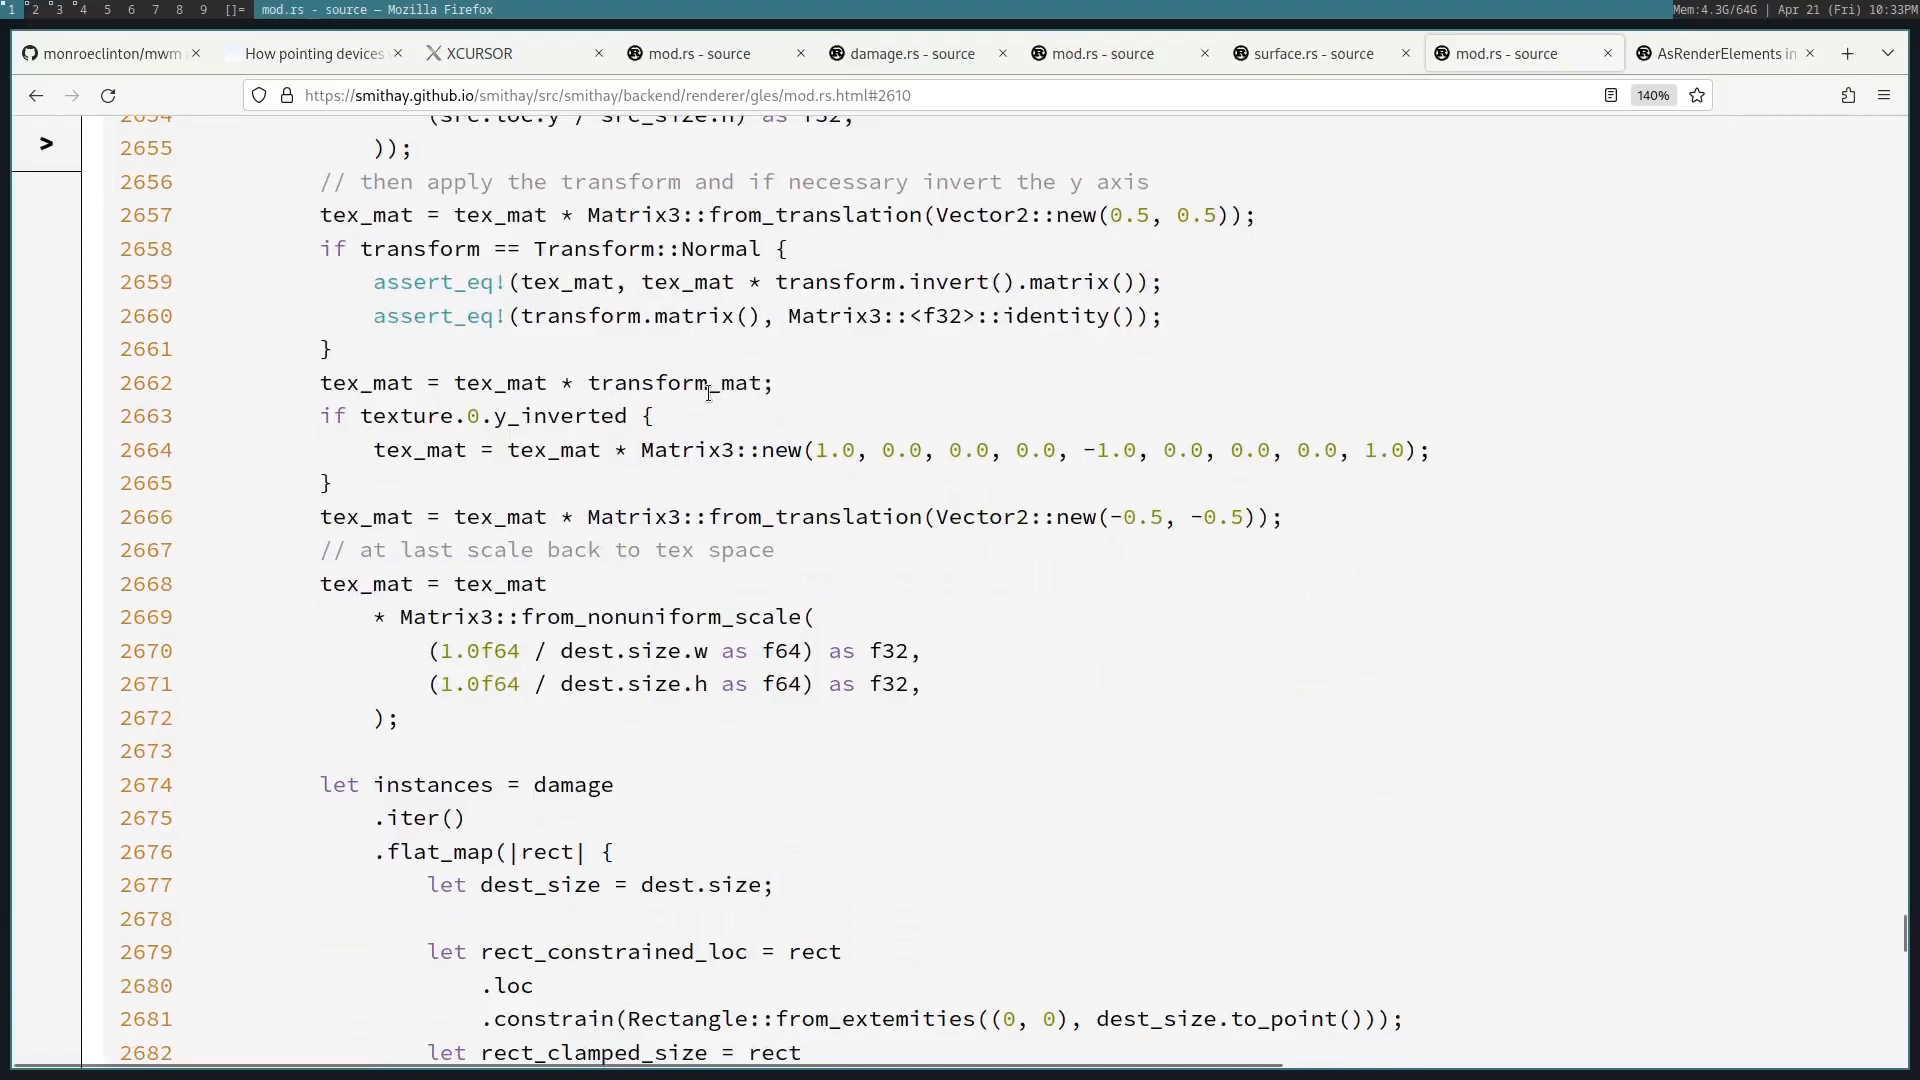 1 2 3 4 5 6 7 8 9 []= mod.rs - source — Mozilla Firefox Mem:4.3G/64G | Apr 21 (Fri) 10:33PM
monroeclinton/mwm How pointing devices XCURSOR mod.rs - source damage.rs - source mod.rs - source surface.rs - source mod.rs - source AsRenderElements in
https://smithay.github.io/smithay/src/smithay/backend/renderer/gles/mod.rs.html#2610 140%
>
2654 (src.loc.y / src_size.h) as f32,
2655 ));
2656 // then apply the transform and if necessary invert the y axis
2657 tex_mat = tex_mat * Matrix3::from_translation(Vector2::new(0.5, 0.5));
2658 if transform == Transform::Normal {
2659 assert_eq!(tex_mat, tex_mat * transform.invert().matrix());
2660 assert_eq!(transform.matrix(), Matrix3::<f32>::identity());
2661 }
2662 tex_mat = tex_mat * transform_mat;
2663 if texture.0.y_inverted {
2664 tex_mat = tex_mat * Matrix3::new(1.0, 0.0, 0.0, 0.0, -1.0, 0.0, 0.0, 0.0, 1.0);
2665 }
2666 tex_mat = tex_mat * Matrix3::from_translation(Vector2::new(-0.5, -0.5));
2667 // at last scale back to tex space
2668 tex_mat = tex_mat
2669 * Matrix3::from_nonuniform_scale(
2670 (1.0f64 / dest.size.w as f64) as f32,
2671 (1.0f64 / dest.size.h as f64) as f32,
2672 );
2673
2674 let instances = damage
2675 .iter()
2676 .flat_map(|rect| {
2677 let dest_size = dest.size;
2678
2679 let rect_constrained_loc = rect
2680 .loc
2681 .constrain(Rectangle::from_extemities((0, 0), dest_size.to_point()));
2682 let rect_clamped_size = rect